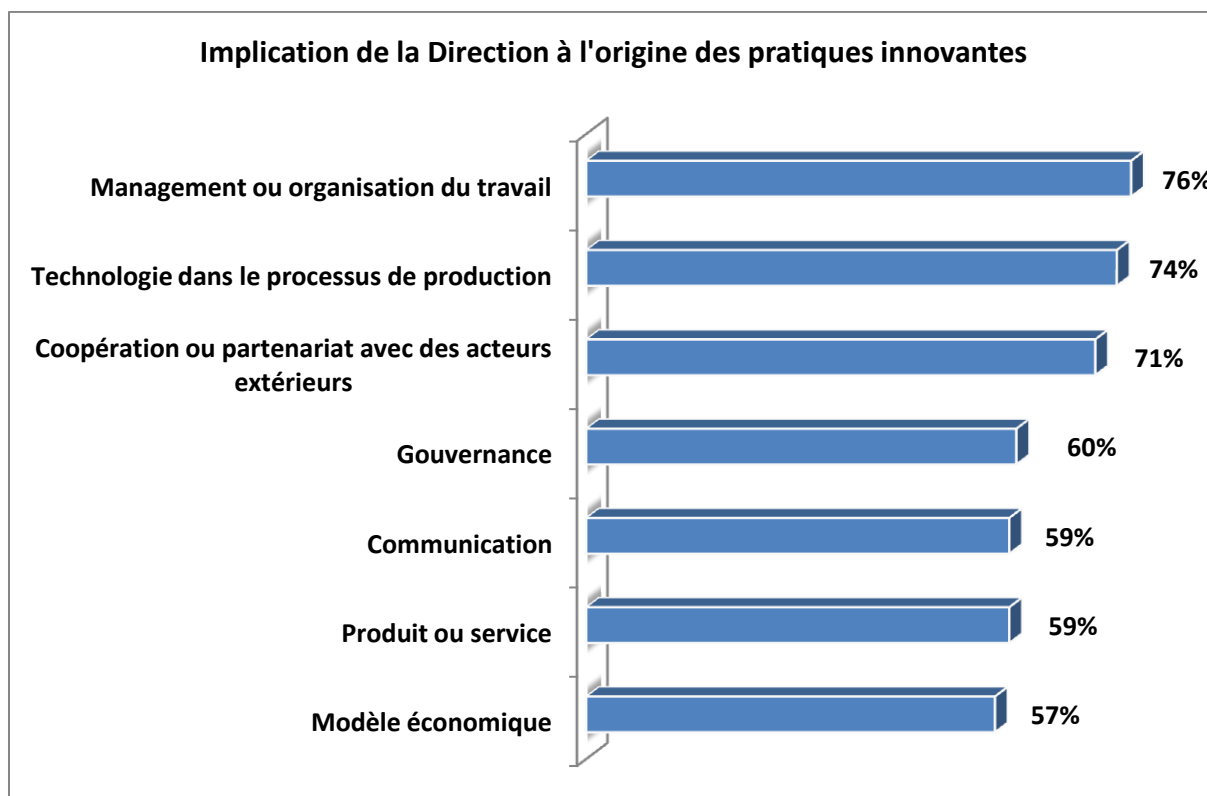 Implication de la Direction à l'origine des pratiques innovantes
Management ou organisation du travail
76%
Technologie dans le processus de production
74%
Coopération ou partenariat avec des acteurs
extérieurs
71%
Gouvernance
60%
Communication
59%
Produit ou service
59%
Modèle économique
57%